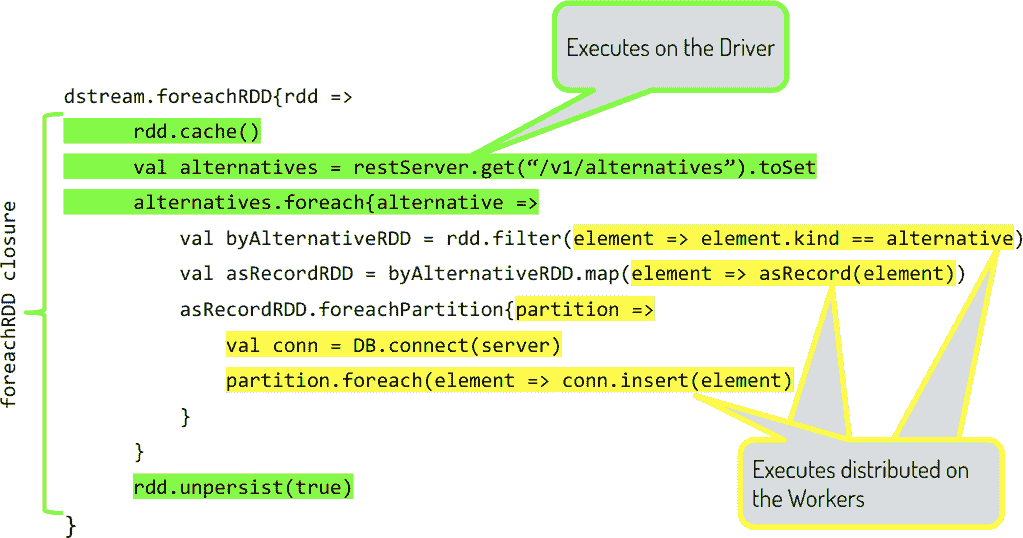 Executes on the Driver
dstream.foreachRDD{rdd =>
rdd.cache()
val alternatives = restServer.get(“/v1/alternatives”).toSet
alternatives.foreach{alternative =>
val byAlternativeRDD = rdd.filter(element => element.kind == alternative)
val asRecordRDD = byAlternativeRDD.map(element => asRecord(element))
asRecordRDD.foreachPartition{partition =>
val conn = DB.connect(server)
partition.foreach(element => conn.insert(element)
}
}
rdd.unpersist(true)
}
foreachRDD closure
Executes distributed on
the Workers